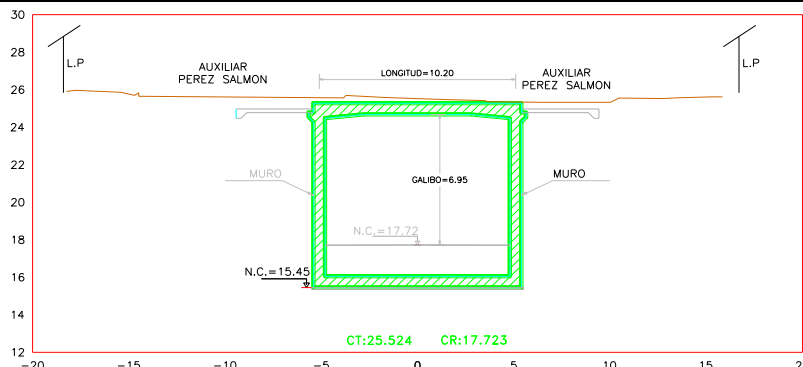 30
28
26
24
22
20
18
16
14
12
L.P
AUXILIAR
PEREZ SALMON
LONGITUD=10.20
AUXILIAR
PEREZ SALMON
L.P
MURO
GALIBO=6.95
MURO
N.C.=17.72
N.C.=15.45
CT:25.524 CR:17.723
-20 -15 -10 -5 0 5 10 15 2